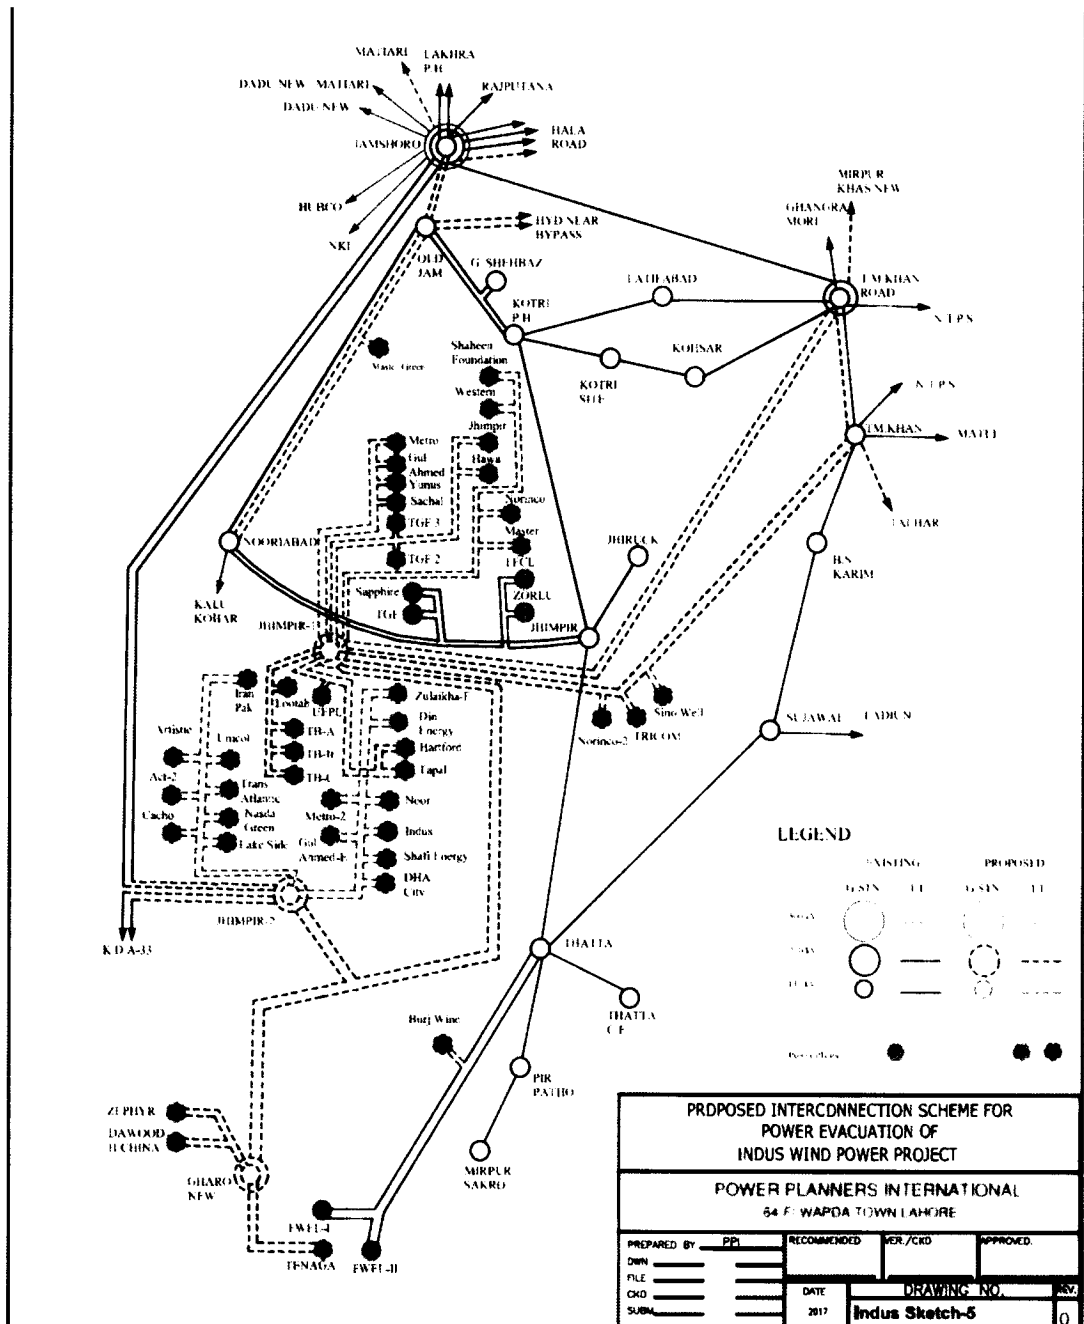 MATIARI
LAKHRA
P.H
DADU NEW MATIARI
RAJPUTANA
DADU NEW
JAMSHORO
HALA
ROAD
MIRPUR
KHAS NEW
GHANGRA
MORI
HUBCO
NKI
HYD NEAR
BYPASS
OLD
JAM
G. SHEHBAZ
LATIFABAD
T.M.KHAN
ROAD
KOTRI
P.H
N.T.P.S
Shaheen
Foundation
KOHSAR
Master Green
KOTRI
SITE
Western
N.T.P.S
Jhimpir
T.M.KHAN
MATLI
Metro
Hawa
Gul
Ahmed
Yunus
Sachal
Norinco
TGF 3
Master
NOORIABAD
TGF 2
TFCL
JHIRUCK
H.S.
KARIM
Sapphire
ZORLU
KALU
KOHAR
TGF
JHIMPIR-1
JHIMPIR
Iran
Pak
Lootah
Zulaikha-F
UEPL
Sino Well
Din
Energy
Norinco-2
TRICOM
SUJAWAL
LADIUN
Artistic
Umcol
TB-A
TB-B
Hartford
Act-2
TB-C
Tapal
Trans
Atlantic
Cacho
Metro-2
Noor
Nasda
Green
Indus
LEGEND
Lake Side
Gul
Ahmed-E
Shafi Energy
EXISTING
PROPOSED
DHA
City
G.STN
T.L
G.STN
T.L
JHIMPIR-2
K.D.A-33
THATTA
THATTA
C.F
Burj Wine
PIR
PATHO
ZEPHYR
DAWOOD
H CHINA
GHARO
NEW
MIRPUR
SAKRO
FWEL-I
TENAGA
FWEL-II
PROPOSED INTERCONNECTION SCHEME FOR
POWER EVACUATION OF
INDUS WIND POWER PROJECT
POWER PLANNERS INTERNATIONAL
64 F WAPDA TOWN LAHORE
PREPARED BY PPI
RECOMMENDED
VER./CKD
APPROVED.
DWN
FILE
CKD
SUBM
DATE
2017
DRAWING NO.
REV.
Indus Sketch-5
0